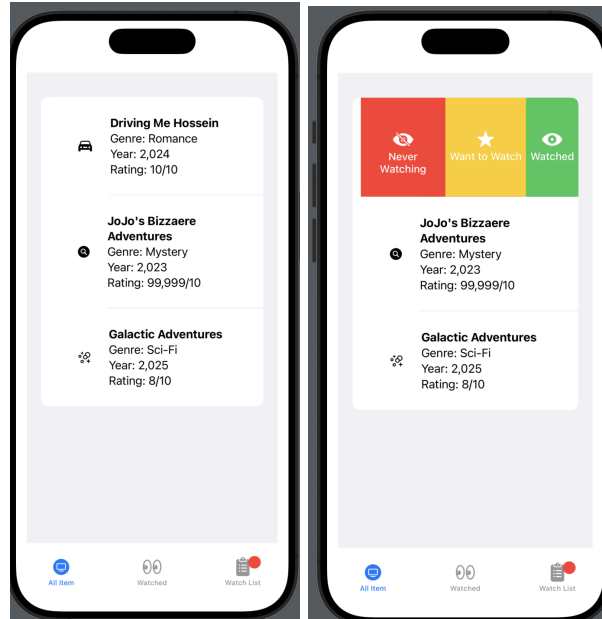 Driving Me Hossein
Genre: Romance
Year: 2,024
Rating: 10/10
JoJo's Bizzaere
Adventures
Genre: Mystery
Year: 2,023
Rating: 99,999/10
Galactic Adventures
Genre: Sci-Fi
Year: 2,025
Rating: 8/10
All Item
Watched
Watch List
Never
Watching
Want to Watch
Watched
JoJo's Bizzaere
Adventures
Genre: Mystery
Year: 2,023
Rating: 99,999/10
Galactic Adventures
Genre: Sci-Fi
Year: 2,025
Rating: 8/10
All Item
Watched
Watch List